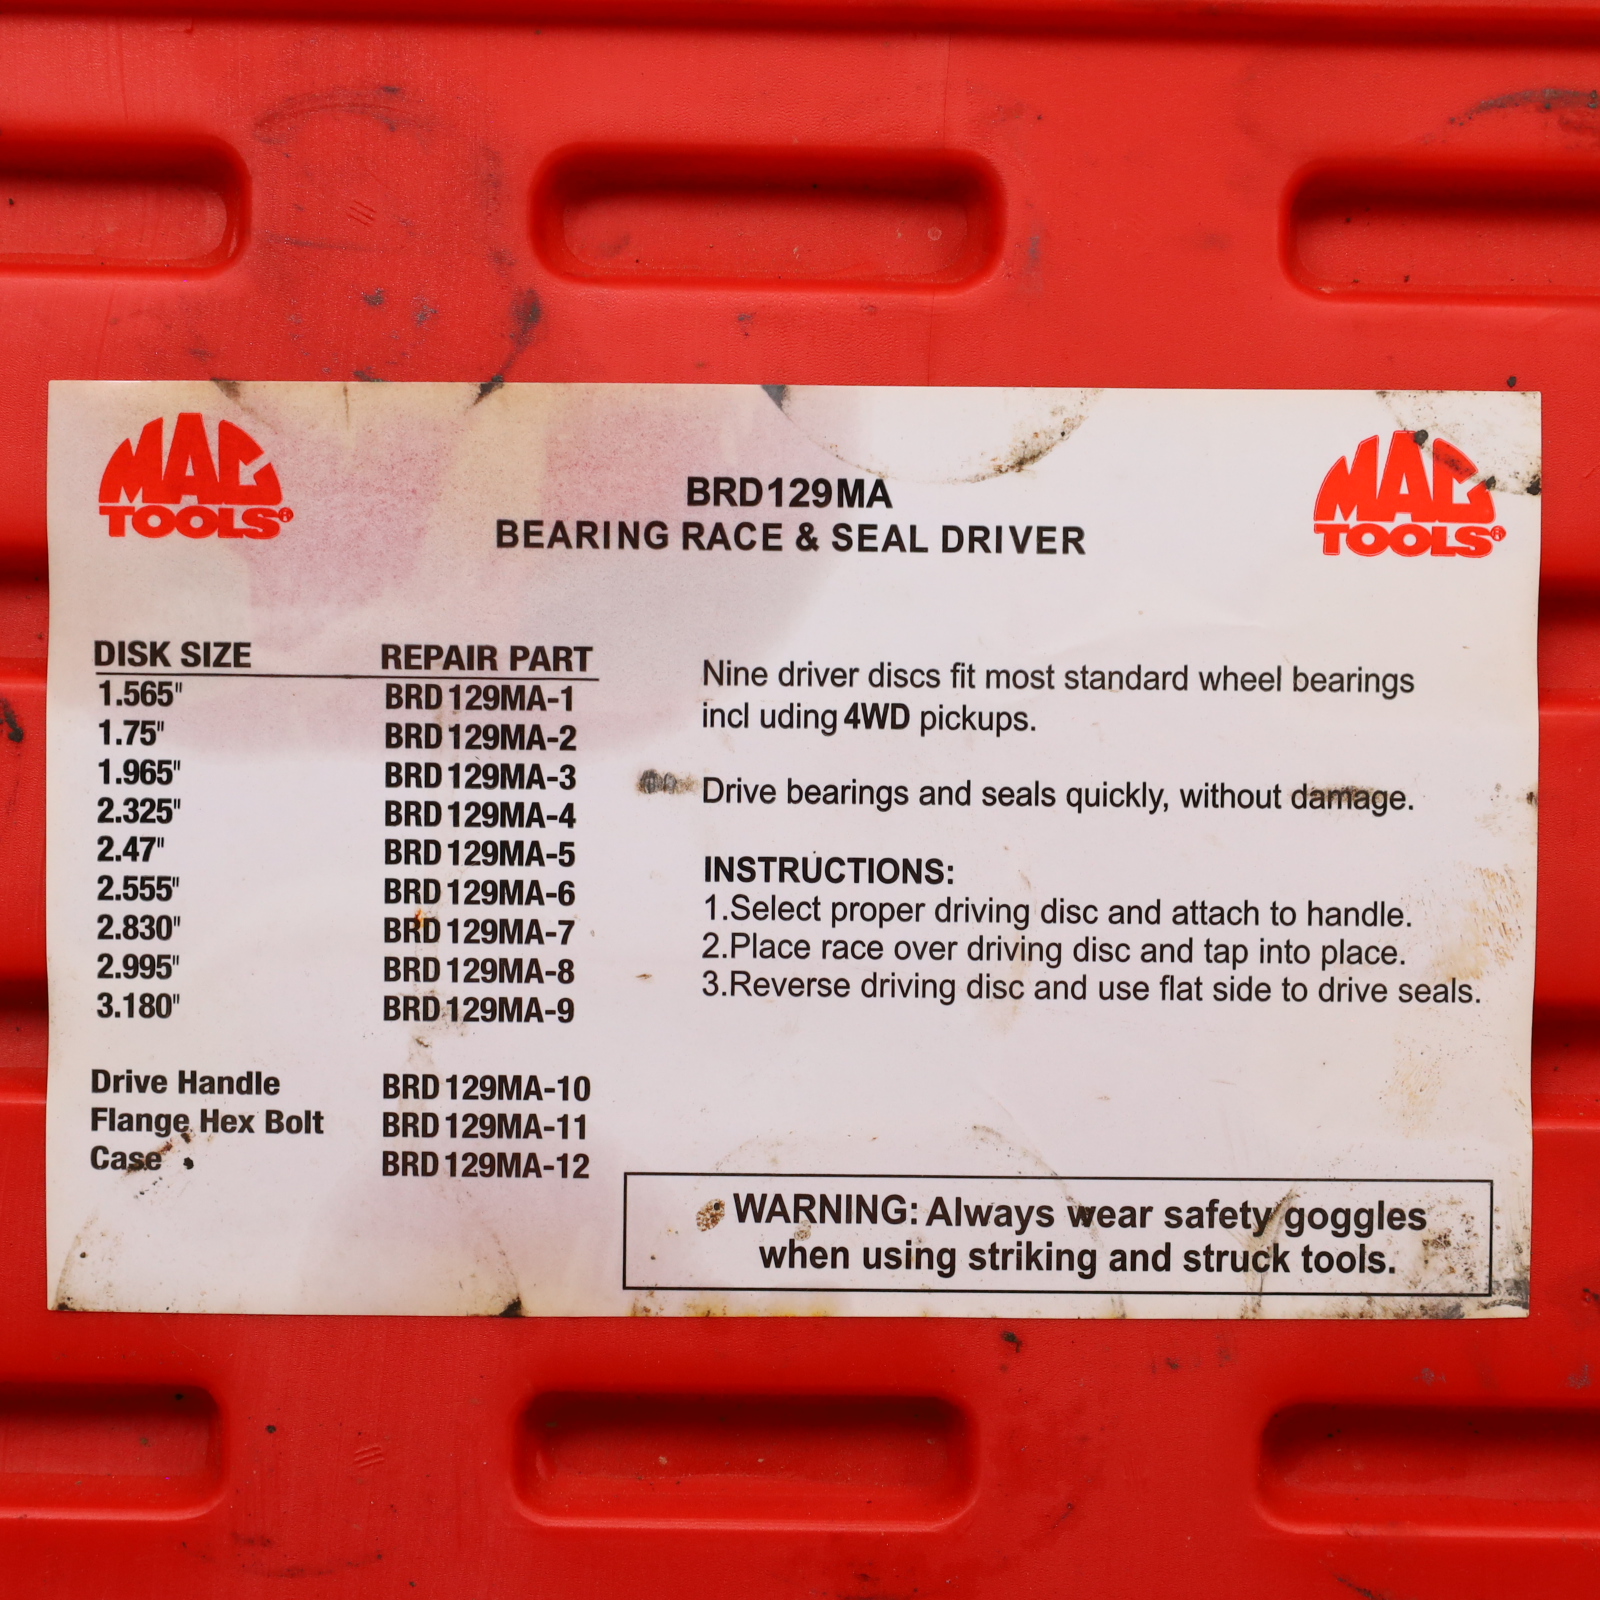 MAC
TOOLS®
MAC
TOOLS®
BRD129MA
BEARING RACE & SEAL DRIVER
DISK SIZE REPAIR PART
1.565" BRD129MA-1
1.75" BRD129MA-2
1.965" BRD129MA-3
2.325" BRD129MA-4
2.47" BRD129MA-5
2.555" BRD129MA-6
2.830" BRD129MA-7
2.995" BRD129MA-8
3.180" BRD129MA-9
Drive Handle BRD129MA-10
Flange Hex Bolt BRD129MA-11
Case BRD129MA-12
Nine driver discs fit most standard wheel bearings
incl uding 4WD pickups.
Drive bearings and seals quickly, without damage.
INSTRUCTIONS:
1.Select proper driving disc and attach to handle.
2.Place race over driving disc and tap into place.
3.Reverse driving disc and use flat side to drive seals.
WARNING: Always wear safety goggles
when using striking and struck tools.